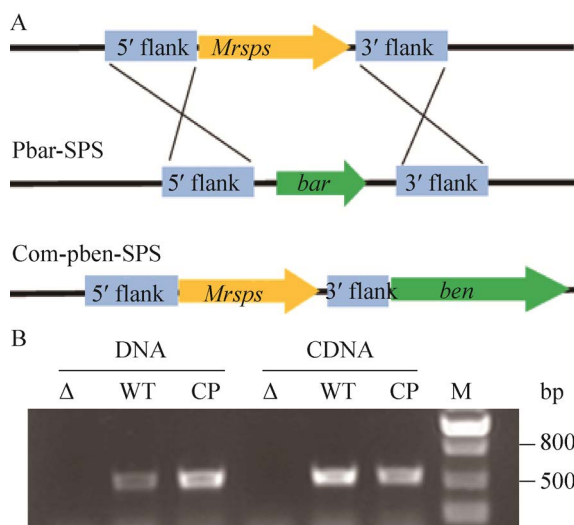 A
5′ flank Mrsps 3′ flank
Pbar-SPS
5′ flank bar 3′ flank
Com-pben-SPS
5′ flank Mrsps 3′ flank ben
B
DNA CDNA
Δ WT CP Δ WT CP M bp
800
500